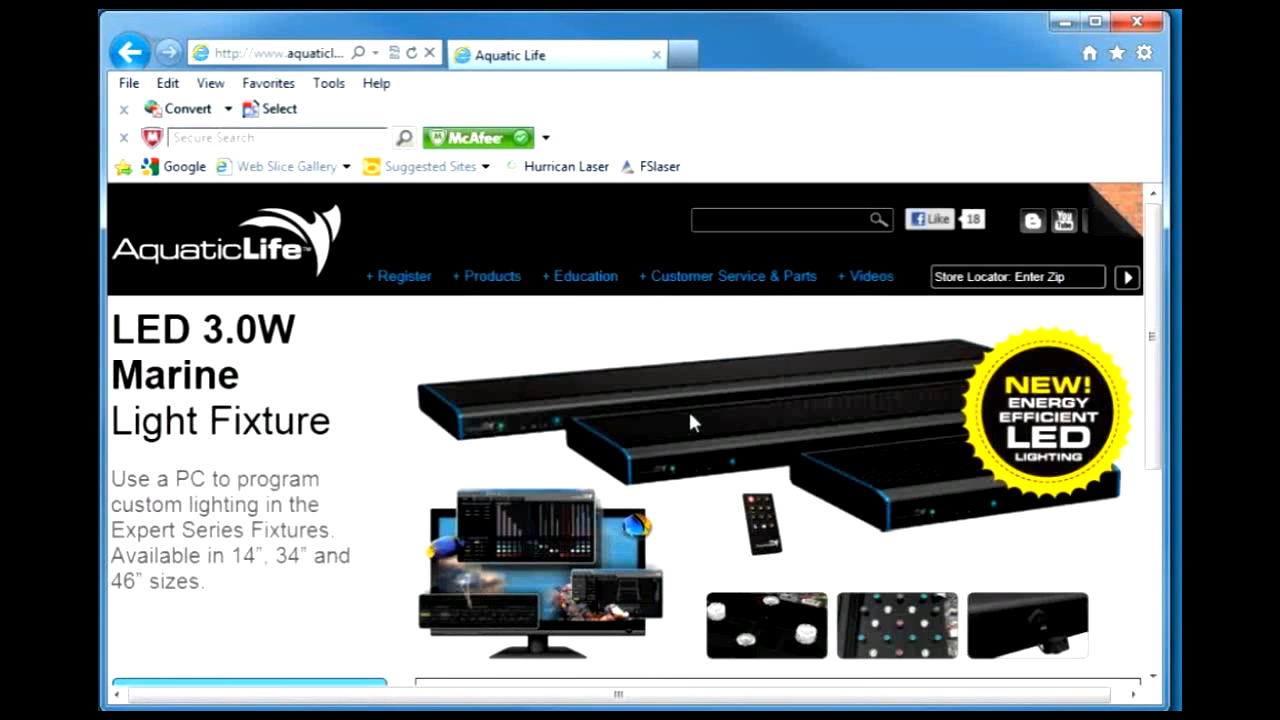 http://www.aquaticl...
Aquatic Life
File Edit View Favorites Tools Help
Convert Select
Secure Search McAfee
Google Web Slice Gallery Suggested Sites Hurrican Laser FSlaser
AquaticLife™
Like 18 You Tube
+ Register + Products + Education + Customer Service & Parts + Videos Store Locator: Enter Zip
LED 3.0W
Marine
Light Fixture
NEW!
ENERGY
EFFICIENT
LED
LIGHTING
Use a PC to program
custom lighting in the
Expert Series Fixtures.
Available in 14”, 34” and
46” sizes.